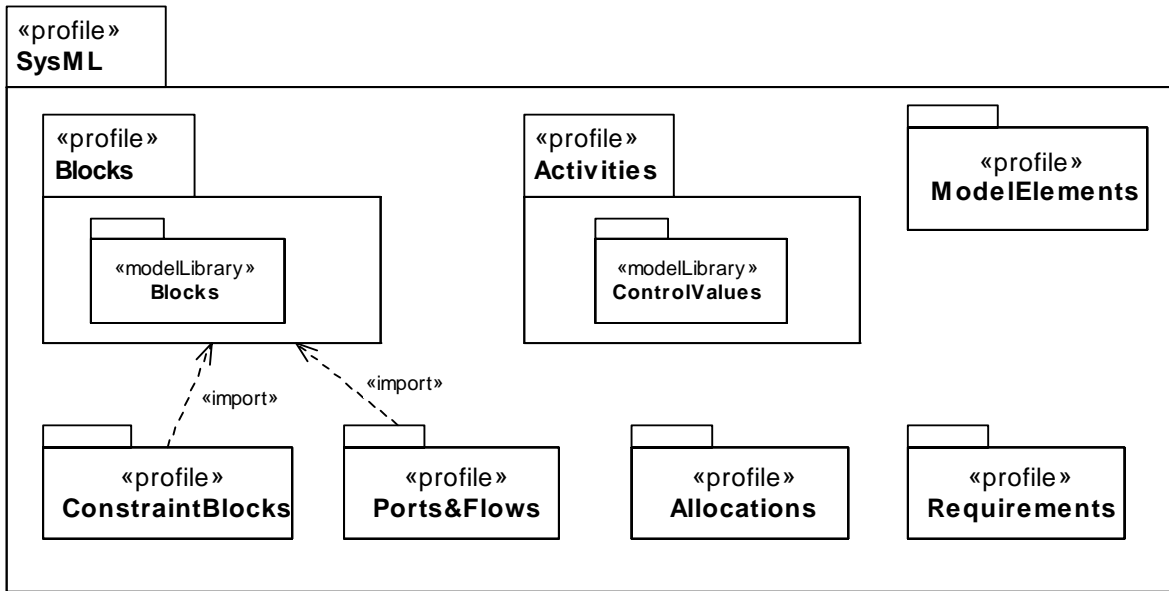 «profile»
SysML
«profile»
Blocks
«modelLibrary»
Blocks
«profile»
Activities
«modelLibrary»
ControlValues
«profile»
ModelElements
«import»
«import»
«profile»
ConstraintBlocks
«profile»
Ports&Flows
«profile»
Allocations
«profile»
Requirements